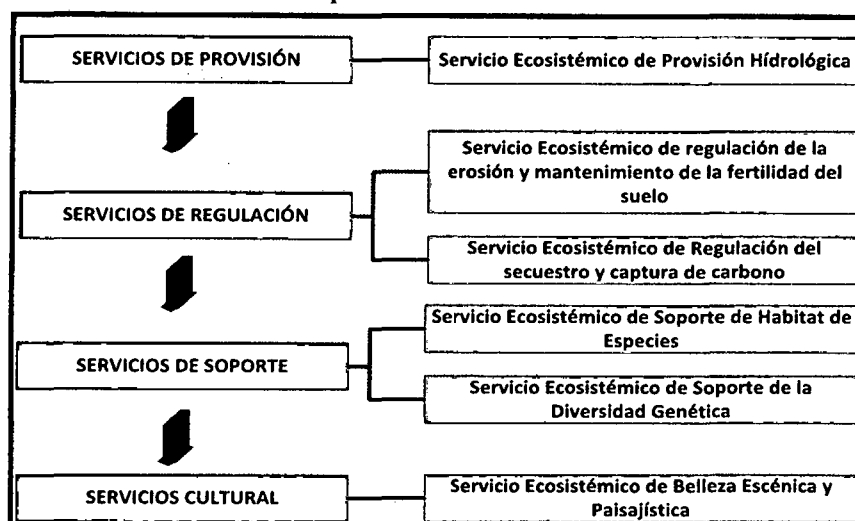 SERVICIOS DE PROVISIÓN
Servicio Ecosistémico de Provisión Hídrológica
Servicio Ecosistémico de regulación de la
erosión y mantenimiento de la fertilidad del
suelo
SERVICIOS DE REGULACIÓN
Servicio Ecosistémico de Regulación del
secuestro y captura de carbono
Servicio Ecosistémico de Soporte de Habitat de
Especies
SERVICIOS DE SOPORTE
Servicio Ecosistémico de Soporte de la
Diversidad Genética
SERVICIOS CULTURAL
Servicio Ecosistémico de Belleza Escénica y
Paisajística